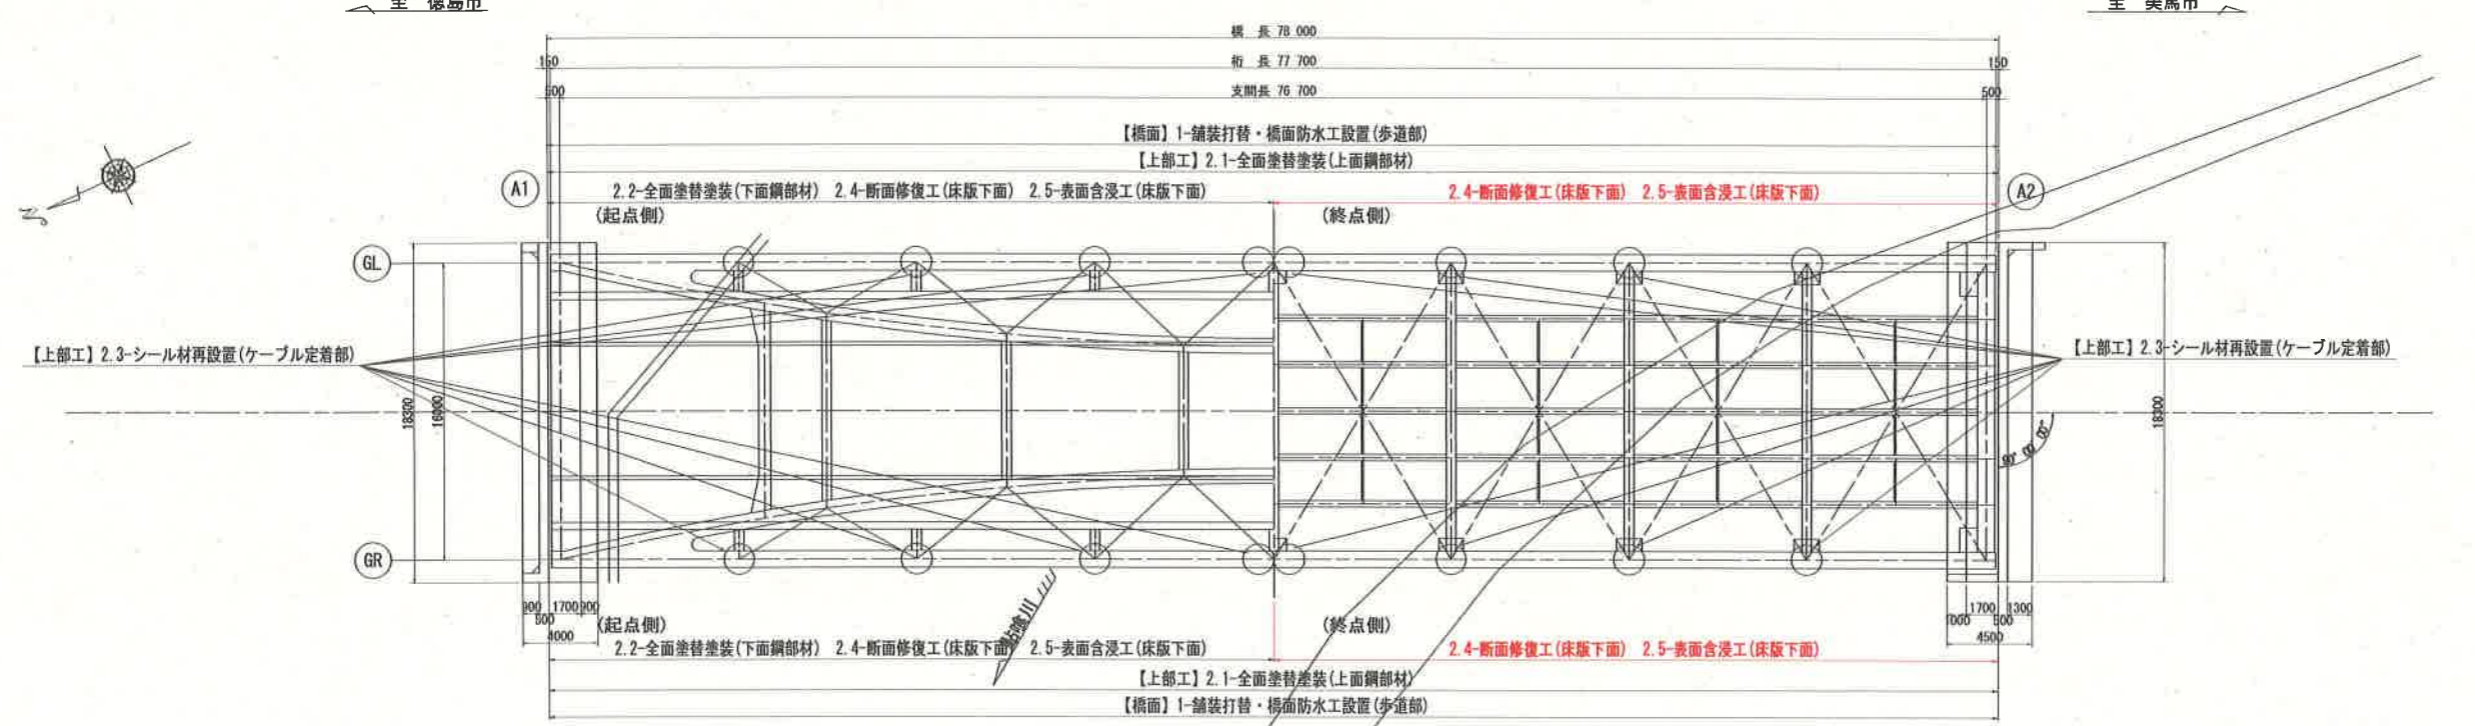 至 徳島市
至 美馬市
橋 長 78 000
150
桁 長 77 700
150
500
支間長 76 700
500
【橋面】1-舗装打替・橋面防水工設置(歩道部)
【上部工】2.1-全面塗替塗装(上面鋼部材)
A1
2.2-全面塗替塗装(下面鋼部材) 2.4-断面修復工(床版下面) 2.5-表面含浸工(床版下面)
2.4-断面修復工(床版下面) 2.5-表面含浸工(床版下面)
A2
(起点側)
(終点側)
GL
【上部工】2.3-シール材再設置(ケーブル定着部)
【上部工】2.3-シール材再設置(ケーブル定着部)
18300
16000
18300
90° 00′ 00″
GR
900
1700
900
500
4000
1700
1300
1000
500
4500
(起点側)
(終点側)
2.2-全面塗替塗装(下面鋼部材) 2.4-断面修復工(床版下面) 2.5-表面含浸工(床版下面)
2.4-断面修復工(床版下面) 2.5-表面含浸工(床版下面)
【上部工】2.1-全面塗替塗装(上面鋼部材)
【橋面】1-舗装打替・橋面防水工設置(歩道部)